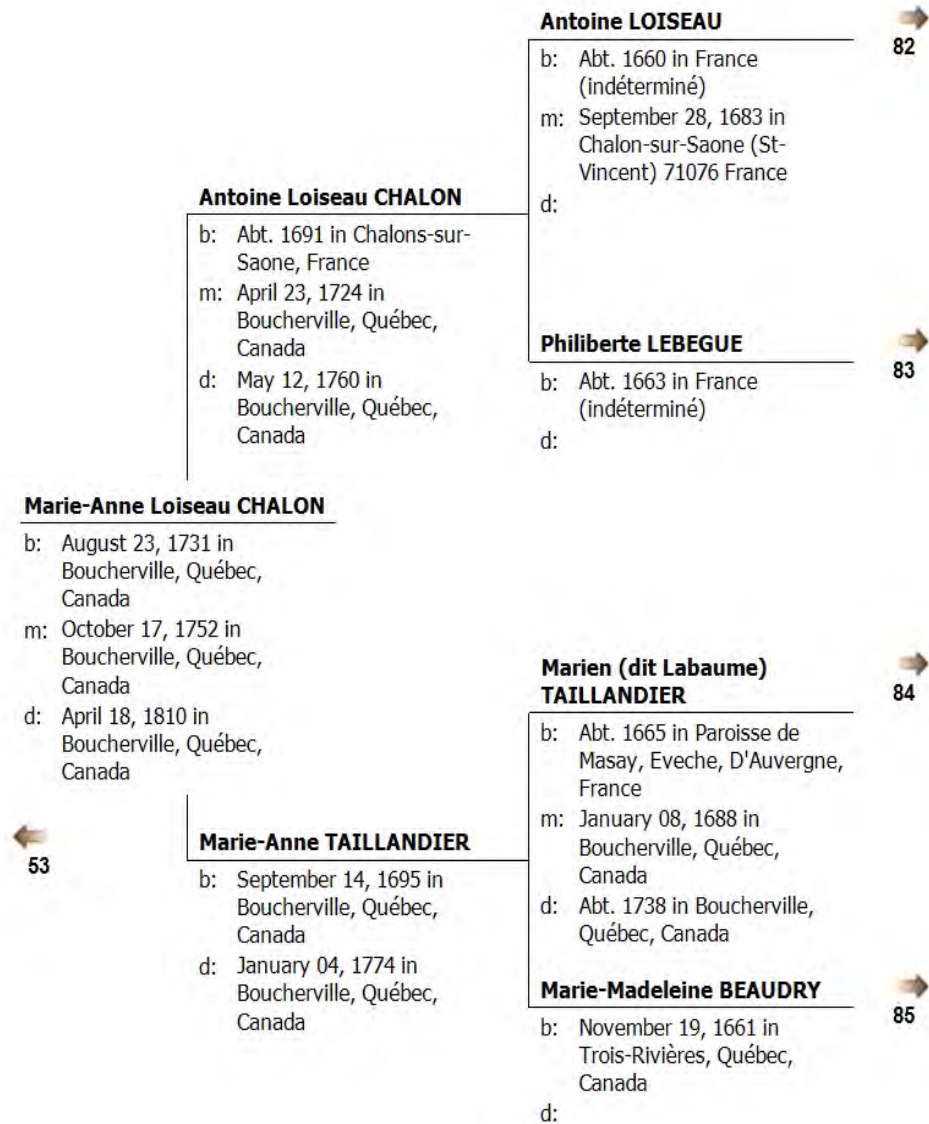 Antoine LOISEAU
82
b: Abt. 1660 in France
(indéterminé)
m: September 28, 1683 in
Chalon-sur-Saone (St-
Vincent) 71076 France
d:
Antoine Loiseau CHALON
b: Abt. 1691 in Chalons-sur-
Saone, France
m: April 23, 1724 in
Boucherville, Québec,
Canada
d: May 12, 1760 in
Boucherville, Québec,
Canada
Philiberte LEBEGUE
83
b: Abt. 1663 in France
(indéterminé)
d:
Marie-Anne Loiseau CHALON
b: August 23, 1731 in
Boucherville, Québec,
Canada
m: October 17, 1752 in
Boucherville, Québec,
Canada
d: April 18, 1810 in
Boucherville, Québec,
Canada
53
Marien (dit Labaume)
TAILLANDIER
84
b: Abt. 1665 in Paroisse de
Masay, Eveche, D'Auvergne,
France
m: January 08, 1688 in
Boucherville, Québec,
Canada
d: Abt. 1738 in Boucherville,
Québec, Canada
Marie-Anne TAILLANDIER
b: September 14, 1695 in
Boucherville, Québec,
Canada
d: January 04, 1774 in
Boucherville, Québec,
Canada
Marie-Madeleine BEAUDRY
85
b: November 19, 1661 in
Trois-Rivières, Québec,
Canada
d: